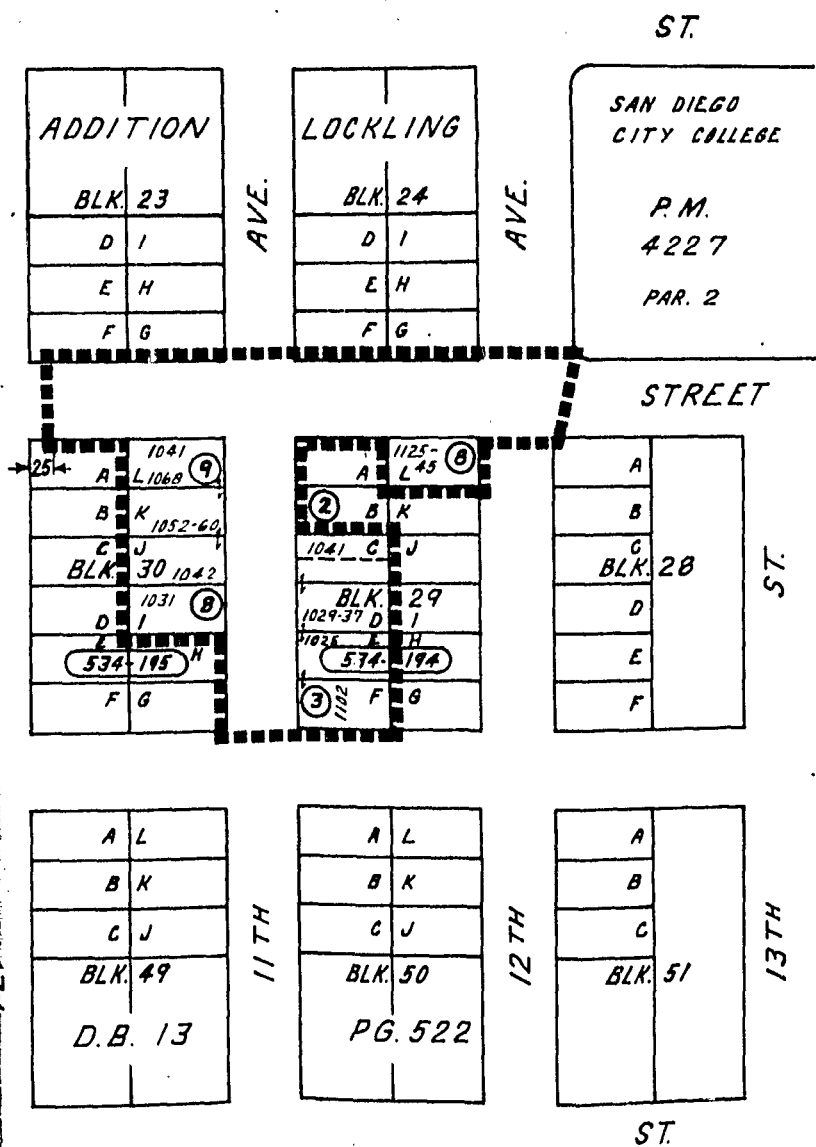 ST.
ADDITION
LOCKLING
SAN DIEGO
CITY COLLEGE
P.M.
4227
PAR. 2
BLK. 23
D I
E H
F G
AVE.
BLK. 24
D I
E H
F G
AVE.
STREET
25
1041
A L 1068 9
B K
1052-60
C J
BLK. 30 1042
1031 8
D I
E
534-195 H
F G
1125-
A L 45 8
2 B K
1041 C J
BLK. 29
1029-37 D I
1025 E H
534-194
3 1102 F G
A
B
C
BLK. 28
D
E
F
ST.
A L
B K
C J
BLK. 49
D.B. 13
11TH
A L
B K
C J
BLK. 50
PG. 522
12TH
A
B
C
BLK. 51
13TH
ST.